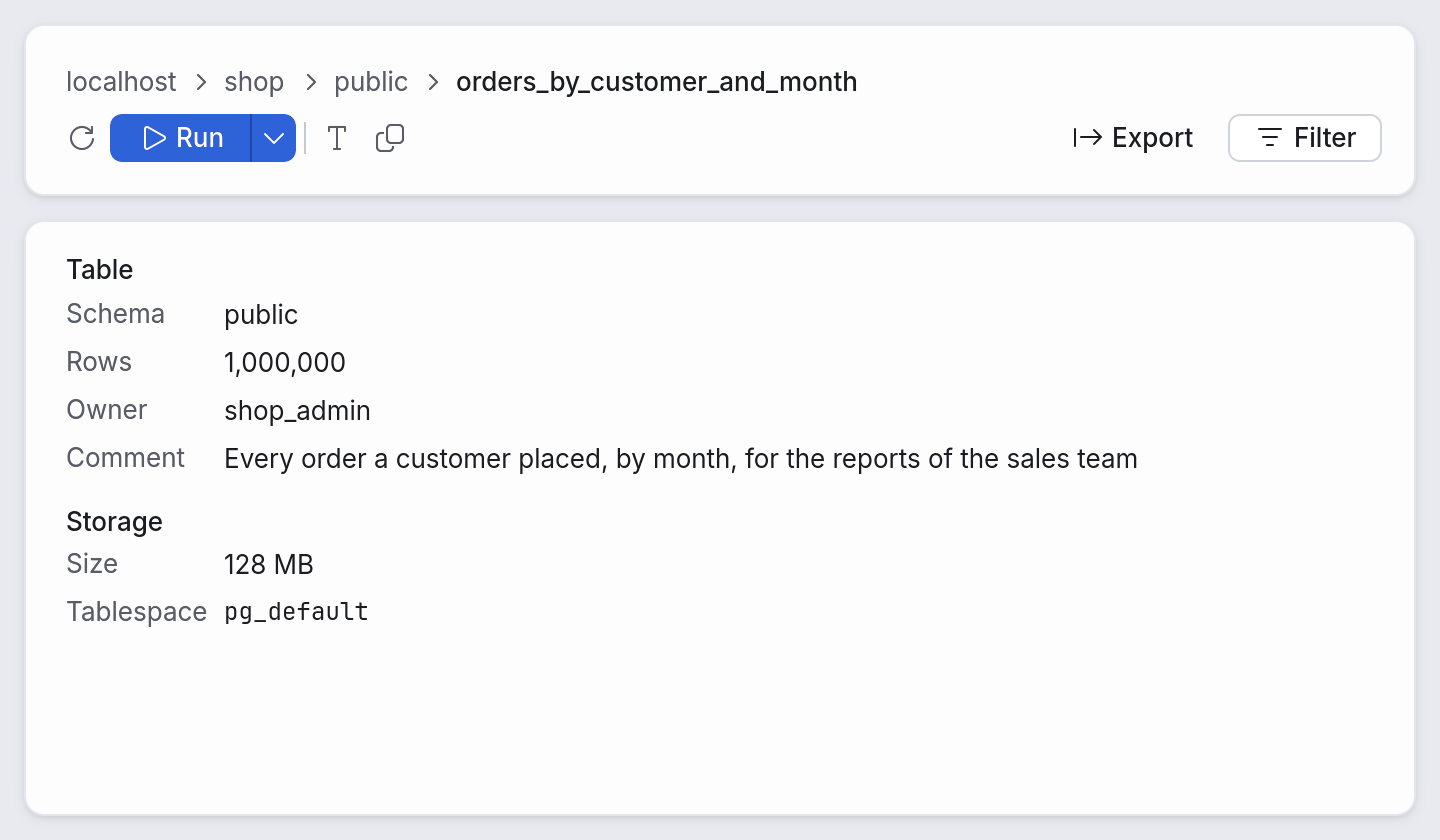 localhost shop public orders_by_customer_and_month
Run Export Filter
Table
Schema public
Rows 1,000,000
Owner shop_admin
Comment Every order a customer placed, by month, for the reports of the sales team
Storage
Size 128 MB
Tablespace pg_default